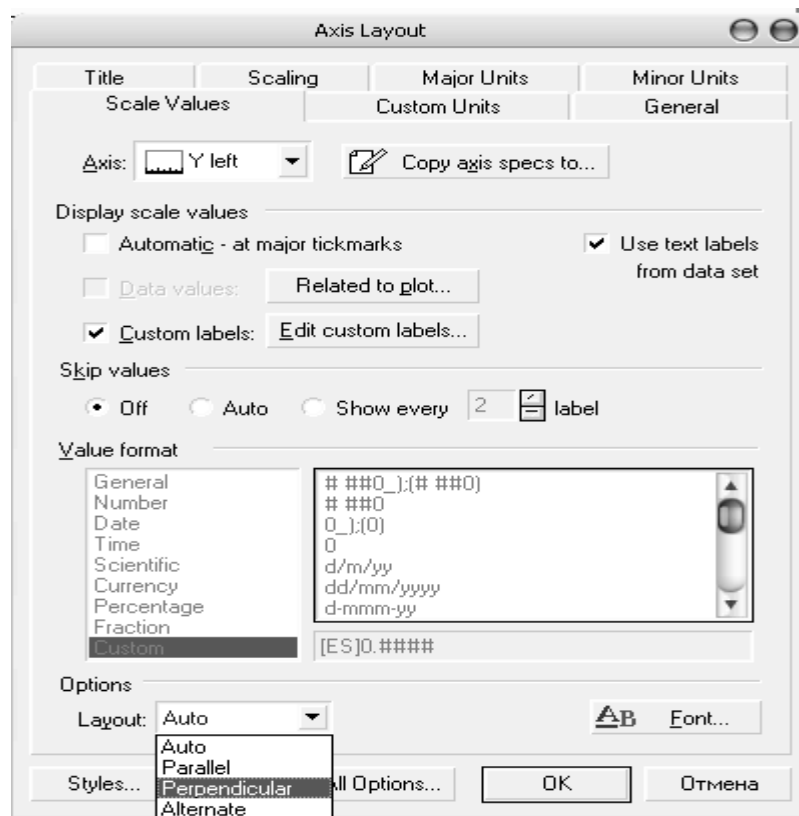 Axis Layout
Title Scaling Major Units Minor Units
Scale Values Custom Units General
Axis: Y left Copy axis specs to...
Display scale values
Automatic - at major tickmarks Use text labels
from data set
Data values: Related to plot...
Custom labels: Edit custom labels...
Skip values
Off Auto Show every 2 label
Value format
General # ##0_);(# ##0)
Number # ##0
Date 0_);(0)
Time 0
Scientific d/m/yy
Currency dd/mm/yyyy
Percentage d-mmm-yy
Fraction
Custom [ES]0.####
Options
Layout: Auto AB Font...
Auto
Parallel
Styles... Perpendicular All Options... OK Отмена
Alternate